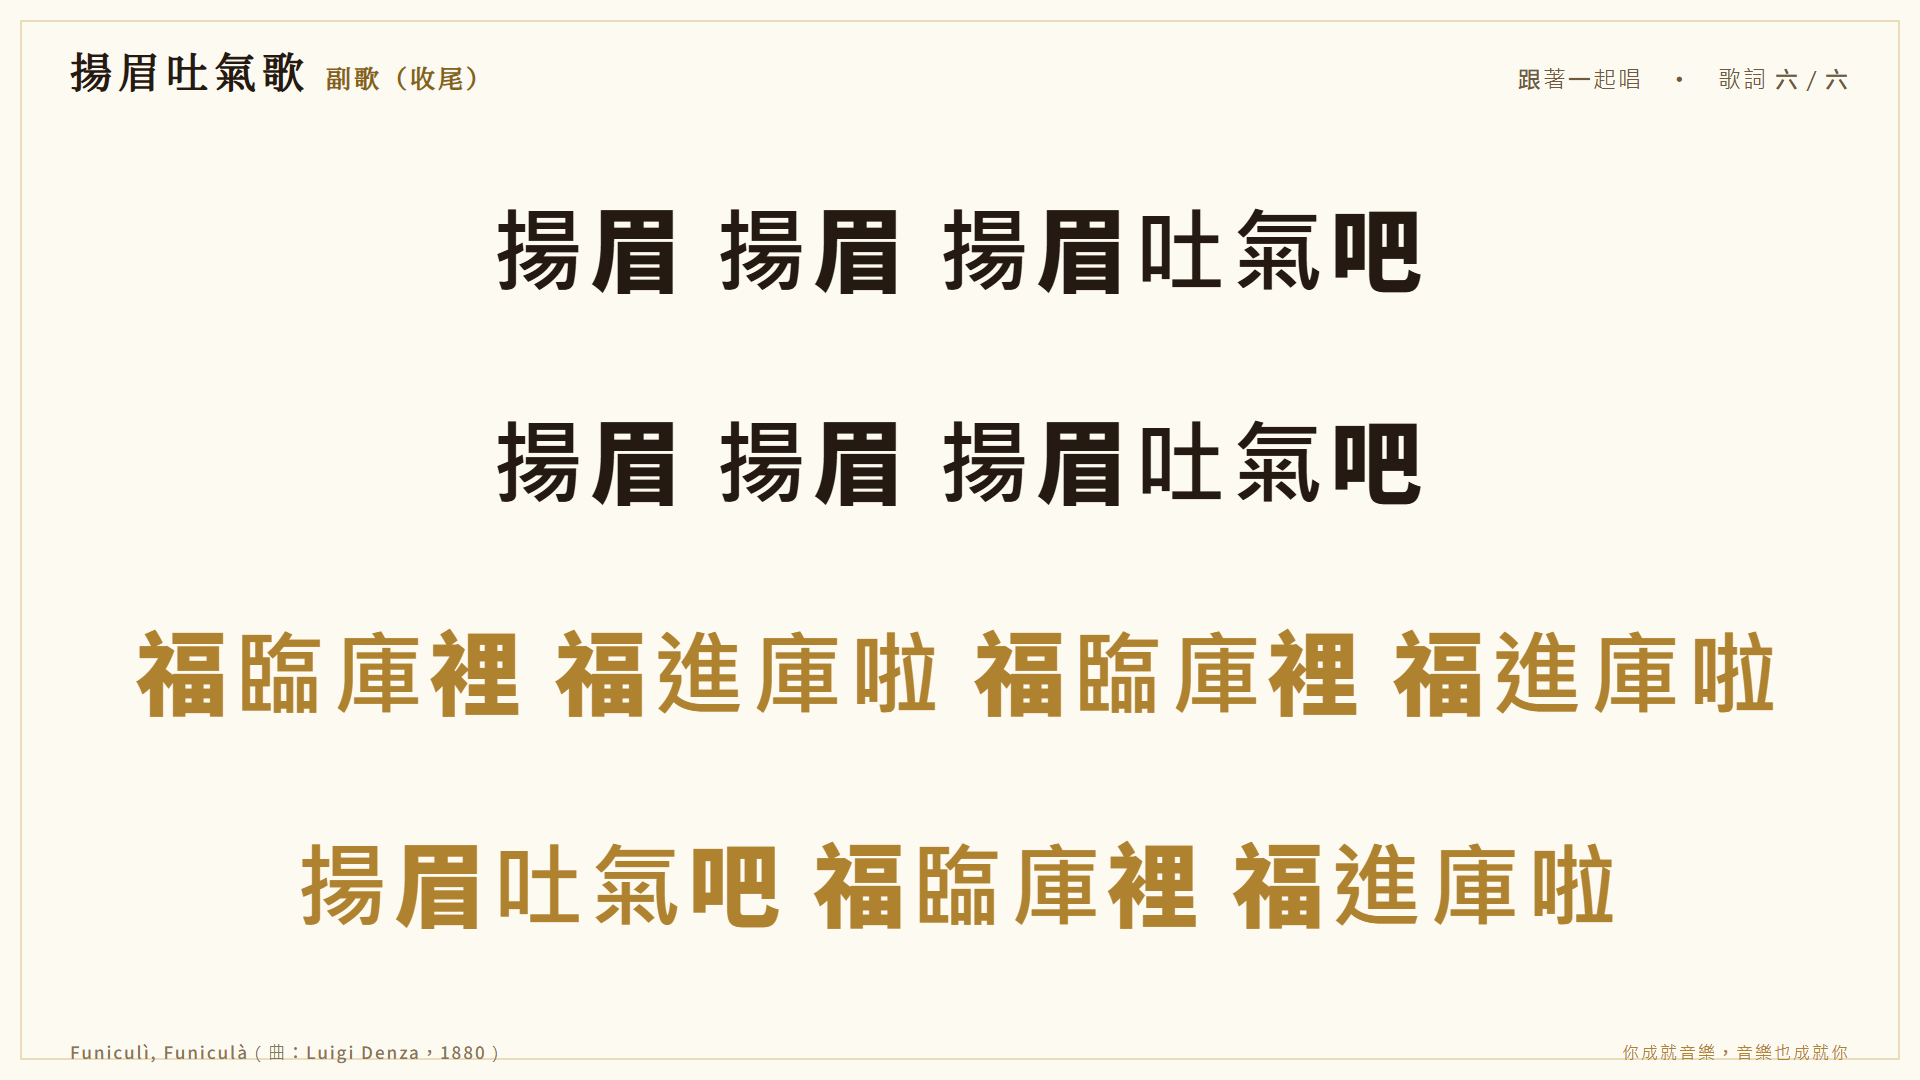 揚眉吐氣歌 副歌（收尾）
跟著一起唱 • 歌詞 六 / 六
揚眉 揚眉 揚眉吐氣吧
揚眉 揚眉 揚眉吐氣吧
福臨庫裡 福進庫啦 福臨庫裡 福進庫啦
揚眉吐氣吧 福臨庫裡 福進庫啦
Funiculì, Funiculà（曲：Luigi Denza，1880）
你成就音樂，音樂也成就你